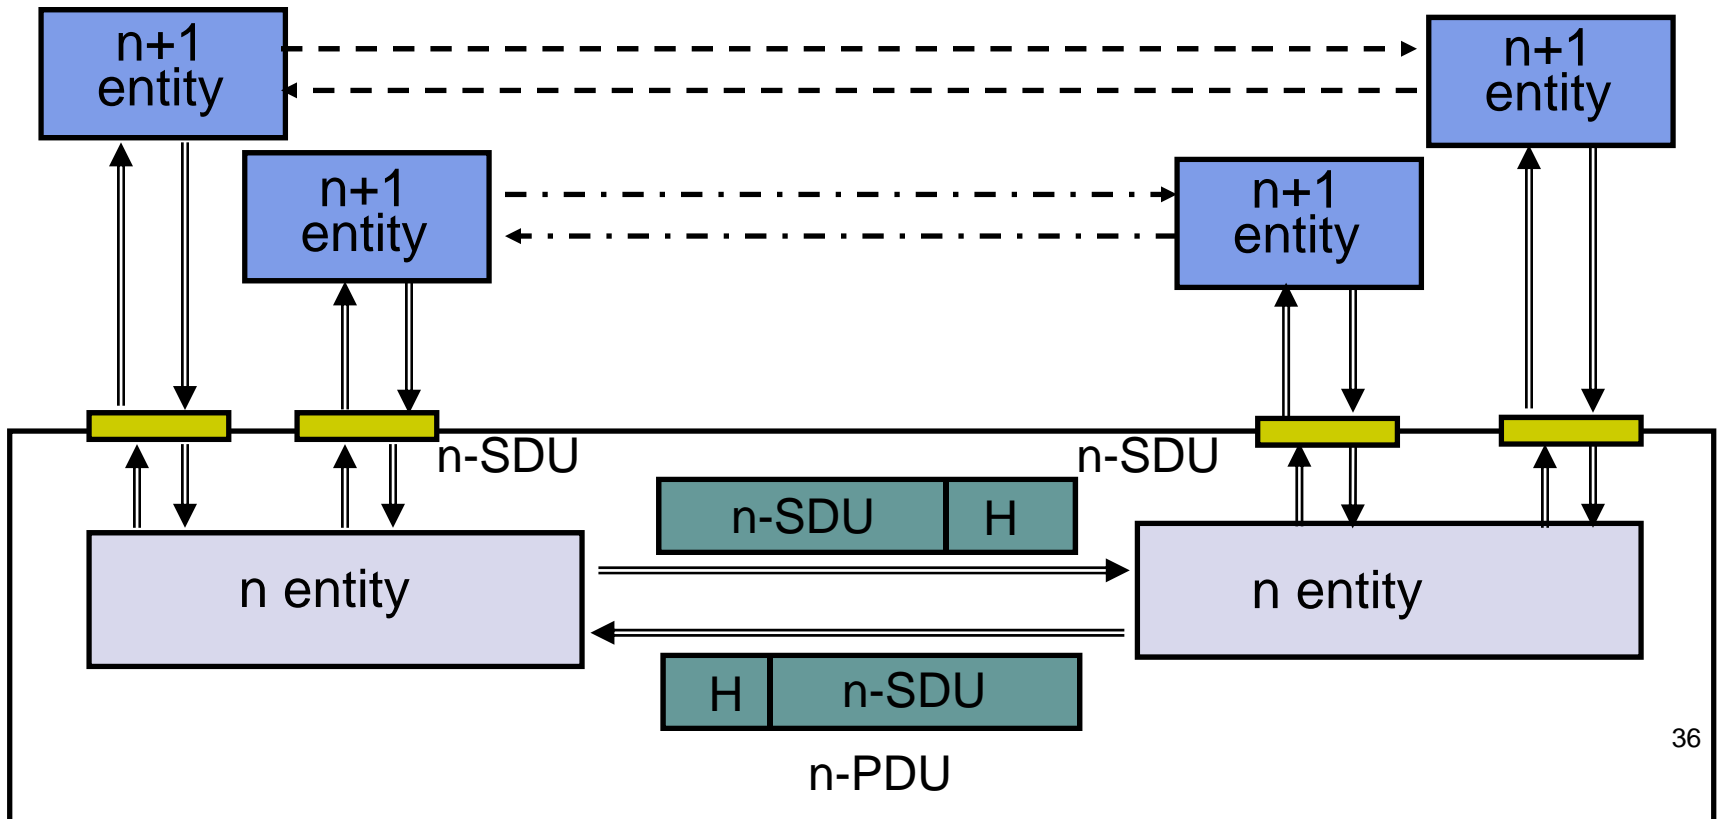 n+1
entity
n+1
entity
n+1
entity
n+1
entity
n-SDU
n-SDU
n-SDU
H
n entity
n entity
H
n-SDU
36
n-PDU